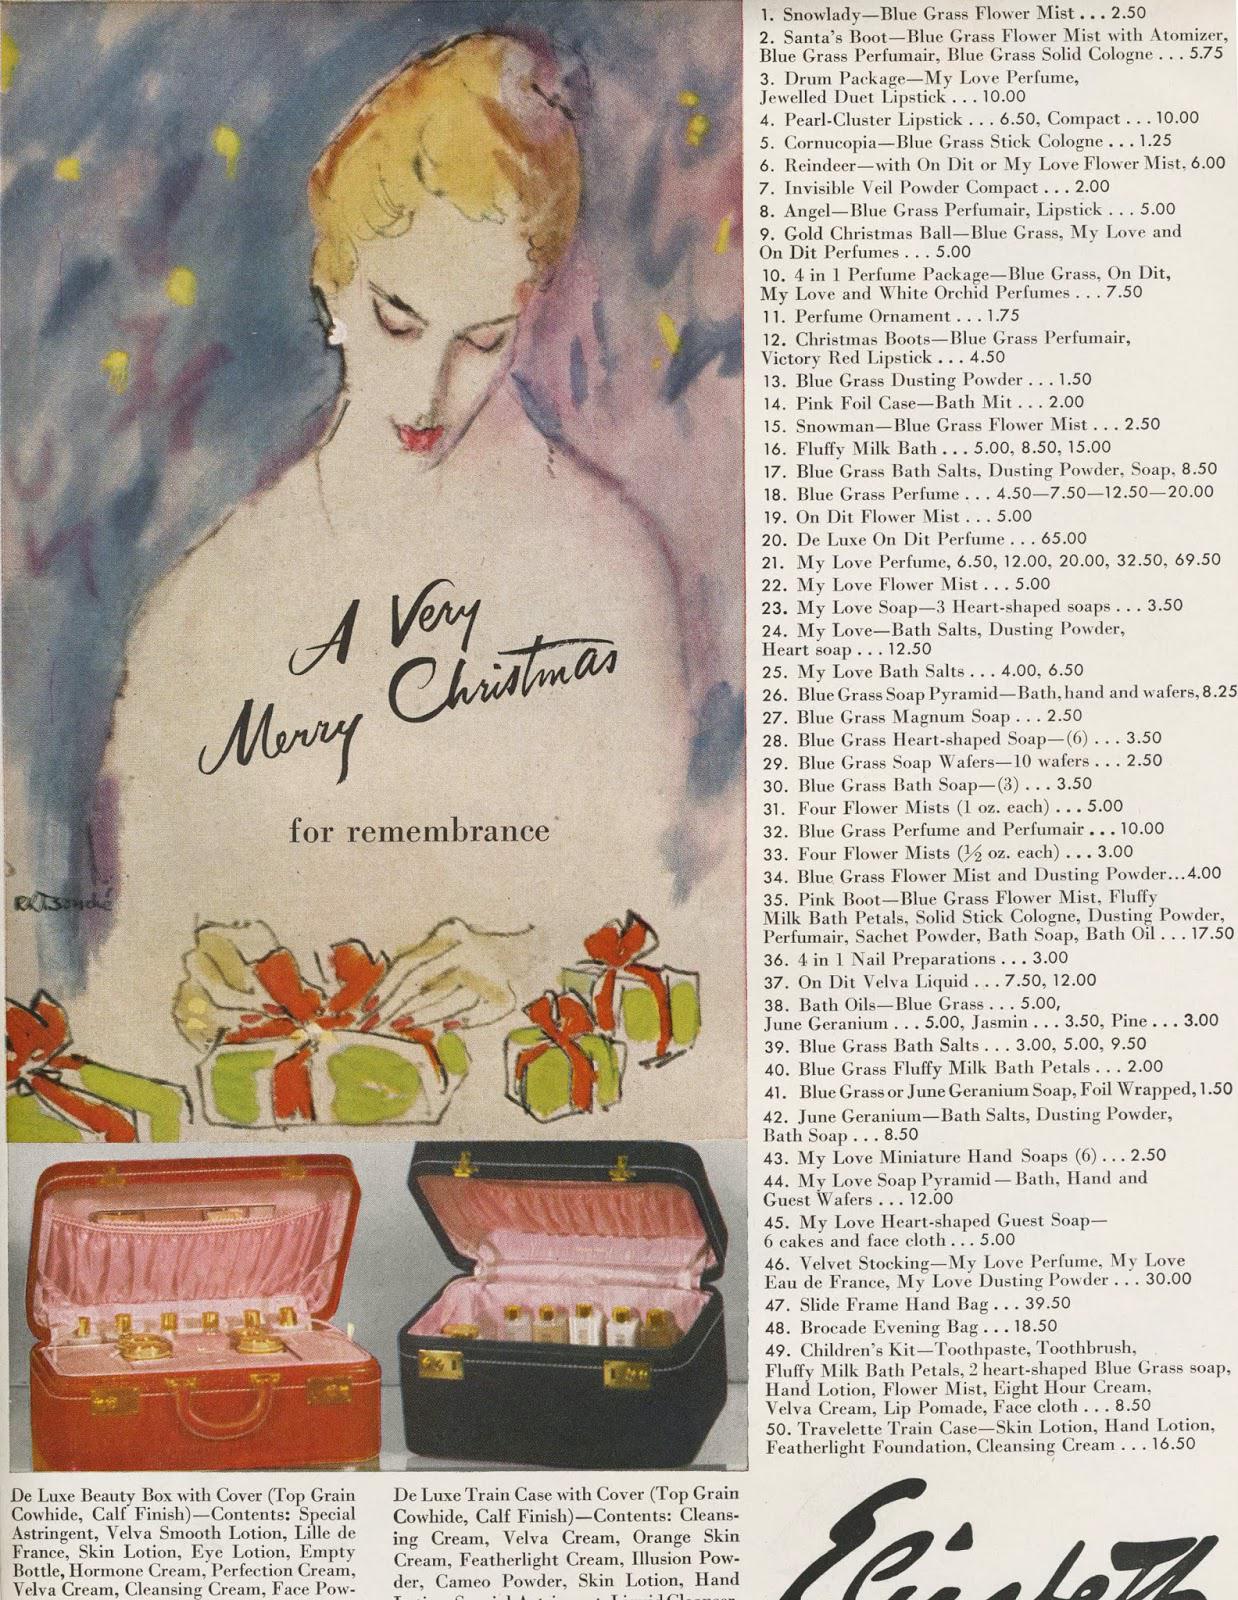 A Very
Merry Christmas
for remembrance
1. Snowlady—Blue Grass Flower Mist . . . 2.50
2. Santa's Boot—Blue Grass Flower Mist with Atomizer,
Blue Grass Perfumair, Blue Grass Solid Cologne . . . 5.75
3. Drum Package—My Love Perfume,
Jewelled Duet Lipstick . . . 10.00
4. Pearl-Cluster Lipstick . . . 6.50, Compact . . . 10.00
5. Cornucopia—Blue Grass Stick Cologne . . . 1.25
6. Reindeer—with On Dit or My Love Flower Mist, 6.00
7. Invisible Veil Powder Compact . . . 2.00
8. Angel—Blue Grass Perfumair, Lipstick . . . 5.00
9. Gold Christmas Ball—Blue Grass, My Love and
On Dit Perfumes . . . 5.00
10. 4 in 1 Perfume Package—Blue Grass, On Dit,
My Love and White Orchid Perfumes . . . 7.50
11. Perfume Ornament . . . 1.75
12. Christmas Boots—Blue Grass Perfumair,
Victory Red Lipstick . . . 4.50
13. Blue Grass Dusting Powder . . . 1.50
14. Pink Foil Case—Bath Mit . . . 2.00
15. Snowman—Blue Grass Flower Mist . . . 2.50
16. Fluffy Milk Bath . . . 5.00, 8.50, 15.00
17. Blue Grass Bath Salts, Dusting Powder, Soap, 8.50
18. Blue Grass Perfume . . . 4.50—7.50—12.50—20.00
19. On Dit Flower Mist . . . 5.00
20. De Luxe On Dit Perfume . . . 65.00
21. My Love Perfume, 6.50, 12.00, 20.00, 32.50, 69.50
22. My Love Flower Mist . . . 5.00
23. My Love Soap—3 Heart-shaped soaps . . . 3.50
24. My Love—Bath Salts, Dusting Powder,
Heart soap . . . 12.50
25. My Love Bath Salts . . . 4.00, 6.50
26. Blue Grass Soap Pyramid—Bath, hand and wafers, 8.25
27. Blue Grass Magnum Soap . . . 2.50
28. Blue Grass Heart-shaped Soap—(6) . . . 3.50
29. Blue Grass Soap Wafers—10 wafers . . . 2.50
30. Blue Grass Bath Soap—(3) . . . 3.50
31. Four Flower Mists (1 oz. each) . . . 5.00
32. Blue Grass Perfume and Perfumair . . . 10.00
33. Four Flower Mists (½ oz. each) . . . 3.00
34. Blue Grass Flower Mist and Dusting Powder...4.00
35. Pink Boot—Blue Grass Flower Mist, Fluffy
Milk Bath Petals, Solid Stick Cologne, Dusting Powder,
Perfumair, Sachet Powder, Bath Soap, Bath Oil . . . 17.50
36. 4 in 1 Nail Preparations . . . 3.00
37. On Dit Velva Liquid . . . 7.50, 12.00
38. Bath Oils—Blue Grass . . . 5.00,
June Geranium . . . 5.00, Jasmin . . . 3.50, Pine . . . 3.00
39. Blue Grass Bath Salts . . . 3.00, 5.00, 9.50
40. Blue Grass Fluffy Milk Bath Petals . . . 2.00
41. Blue Grass or June Geranium Soap, Foil Wrapped, 1.50
42. June Geranium—Bath Salts, Dusting Powder,
Bath Soap . . . 8.50
43. My Love Miniature Hand Soaps (6) . . . 2.50
44. My Love Soap Pyramid—Bath, Hand and
Guest Wafers . . . 12.00
45. My Love Heart-shaped Guest Soap—
6 cakes and face cloth . . . 5.00
46. Velvet Stocking—My Love Perfume, My Love
Eau de France, My Love Dusting Powder . . . 30.00
47. Slide Frame Hand Bag . . . 39.50
48. Brocade Evening Bag . . . 18.50
49. Children's Kit—Toothpaste, Toothbrush,
Fluffy Milk Bath Petals, 2 heart-shaped Blue Grass soap,
Hand Lotion, Flower Mist, Eight Hour Cream,
Velva Cream, Lip Pomade, Face cloth . . . 8.50
50. Travelette Train Case—Skin Lotion, Hand Lotion,
Featherlight Foundation, Cleansing Cream . . . 16.50
De Luxe Beauty Box with Cover (Top Grain
Cowhide, Calf Finish)—Contents: Special
Astringent, Velva Smooth Lotion, Lille de
France, Skin Lotion, Eye Lotion, Empty
Bottle, Hormone Cream, Perfection Cream,
Velva Cream, Cleansing Cream, Face Pow-
De Luxe Train Case with Cover (Top Grain
Cowhide, Calf Finish)—Contents: Cleans-
ing Cream, Velva Cream, Orange Skin
Cream, Featherlight Cream, Illusion Pow-
der, Cameo Powder, Skin Lotion, Hand
Elizabeth